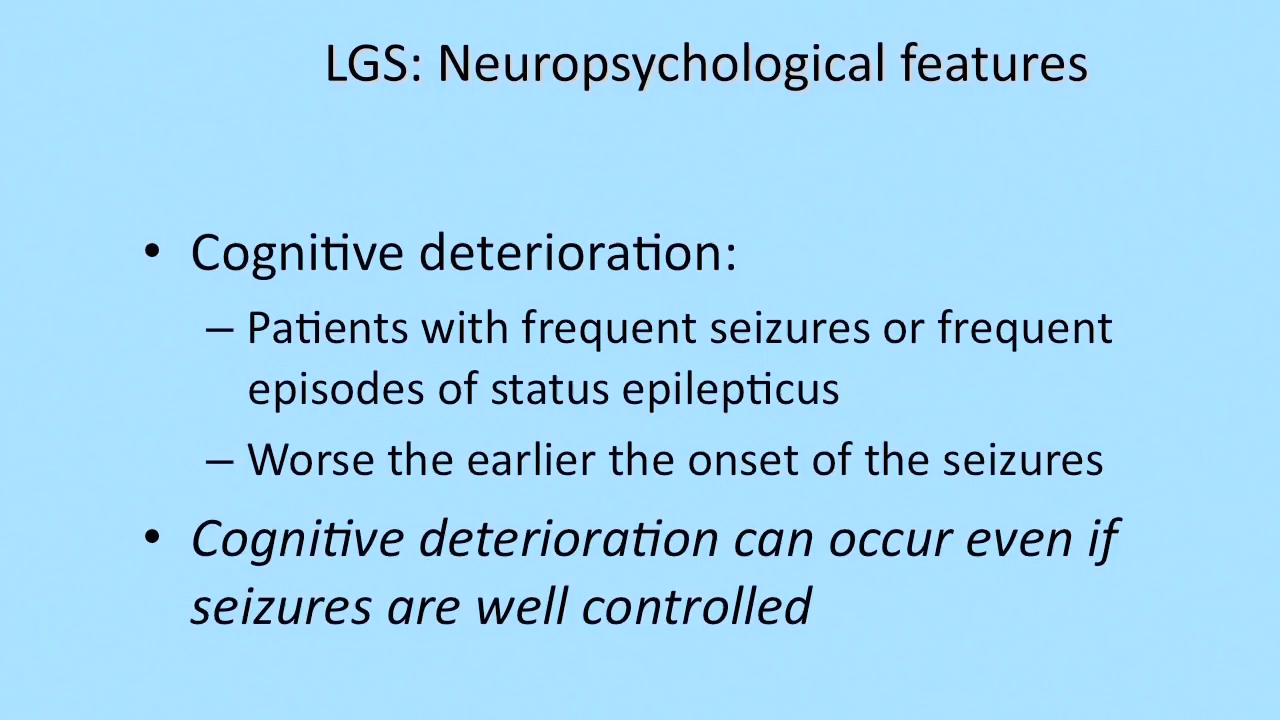 LGS: Neuropsychological features
• Cognitive deterioration:
– Patients with frequent seizures or frequent
episodes of status epilepticus
– Worse the earlier the onset of the seizures
• Cognitive deterioration can occur even if
seizures are well controlled